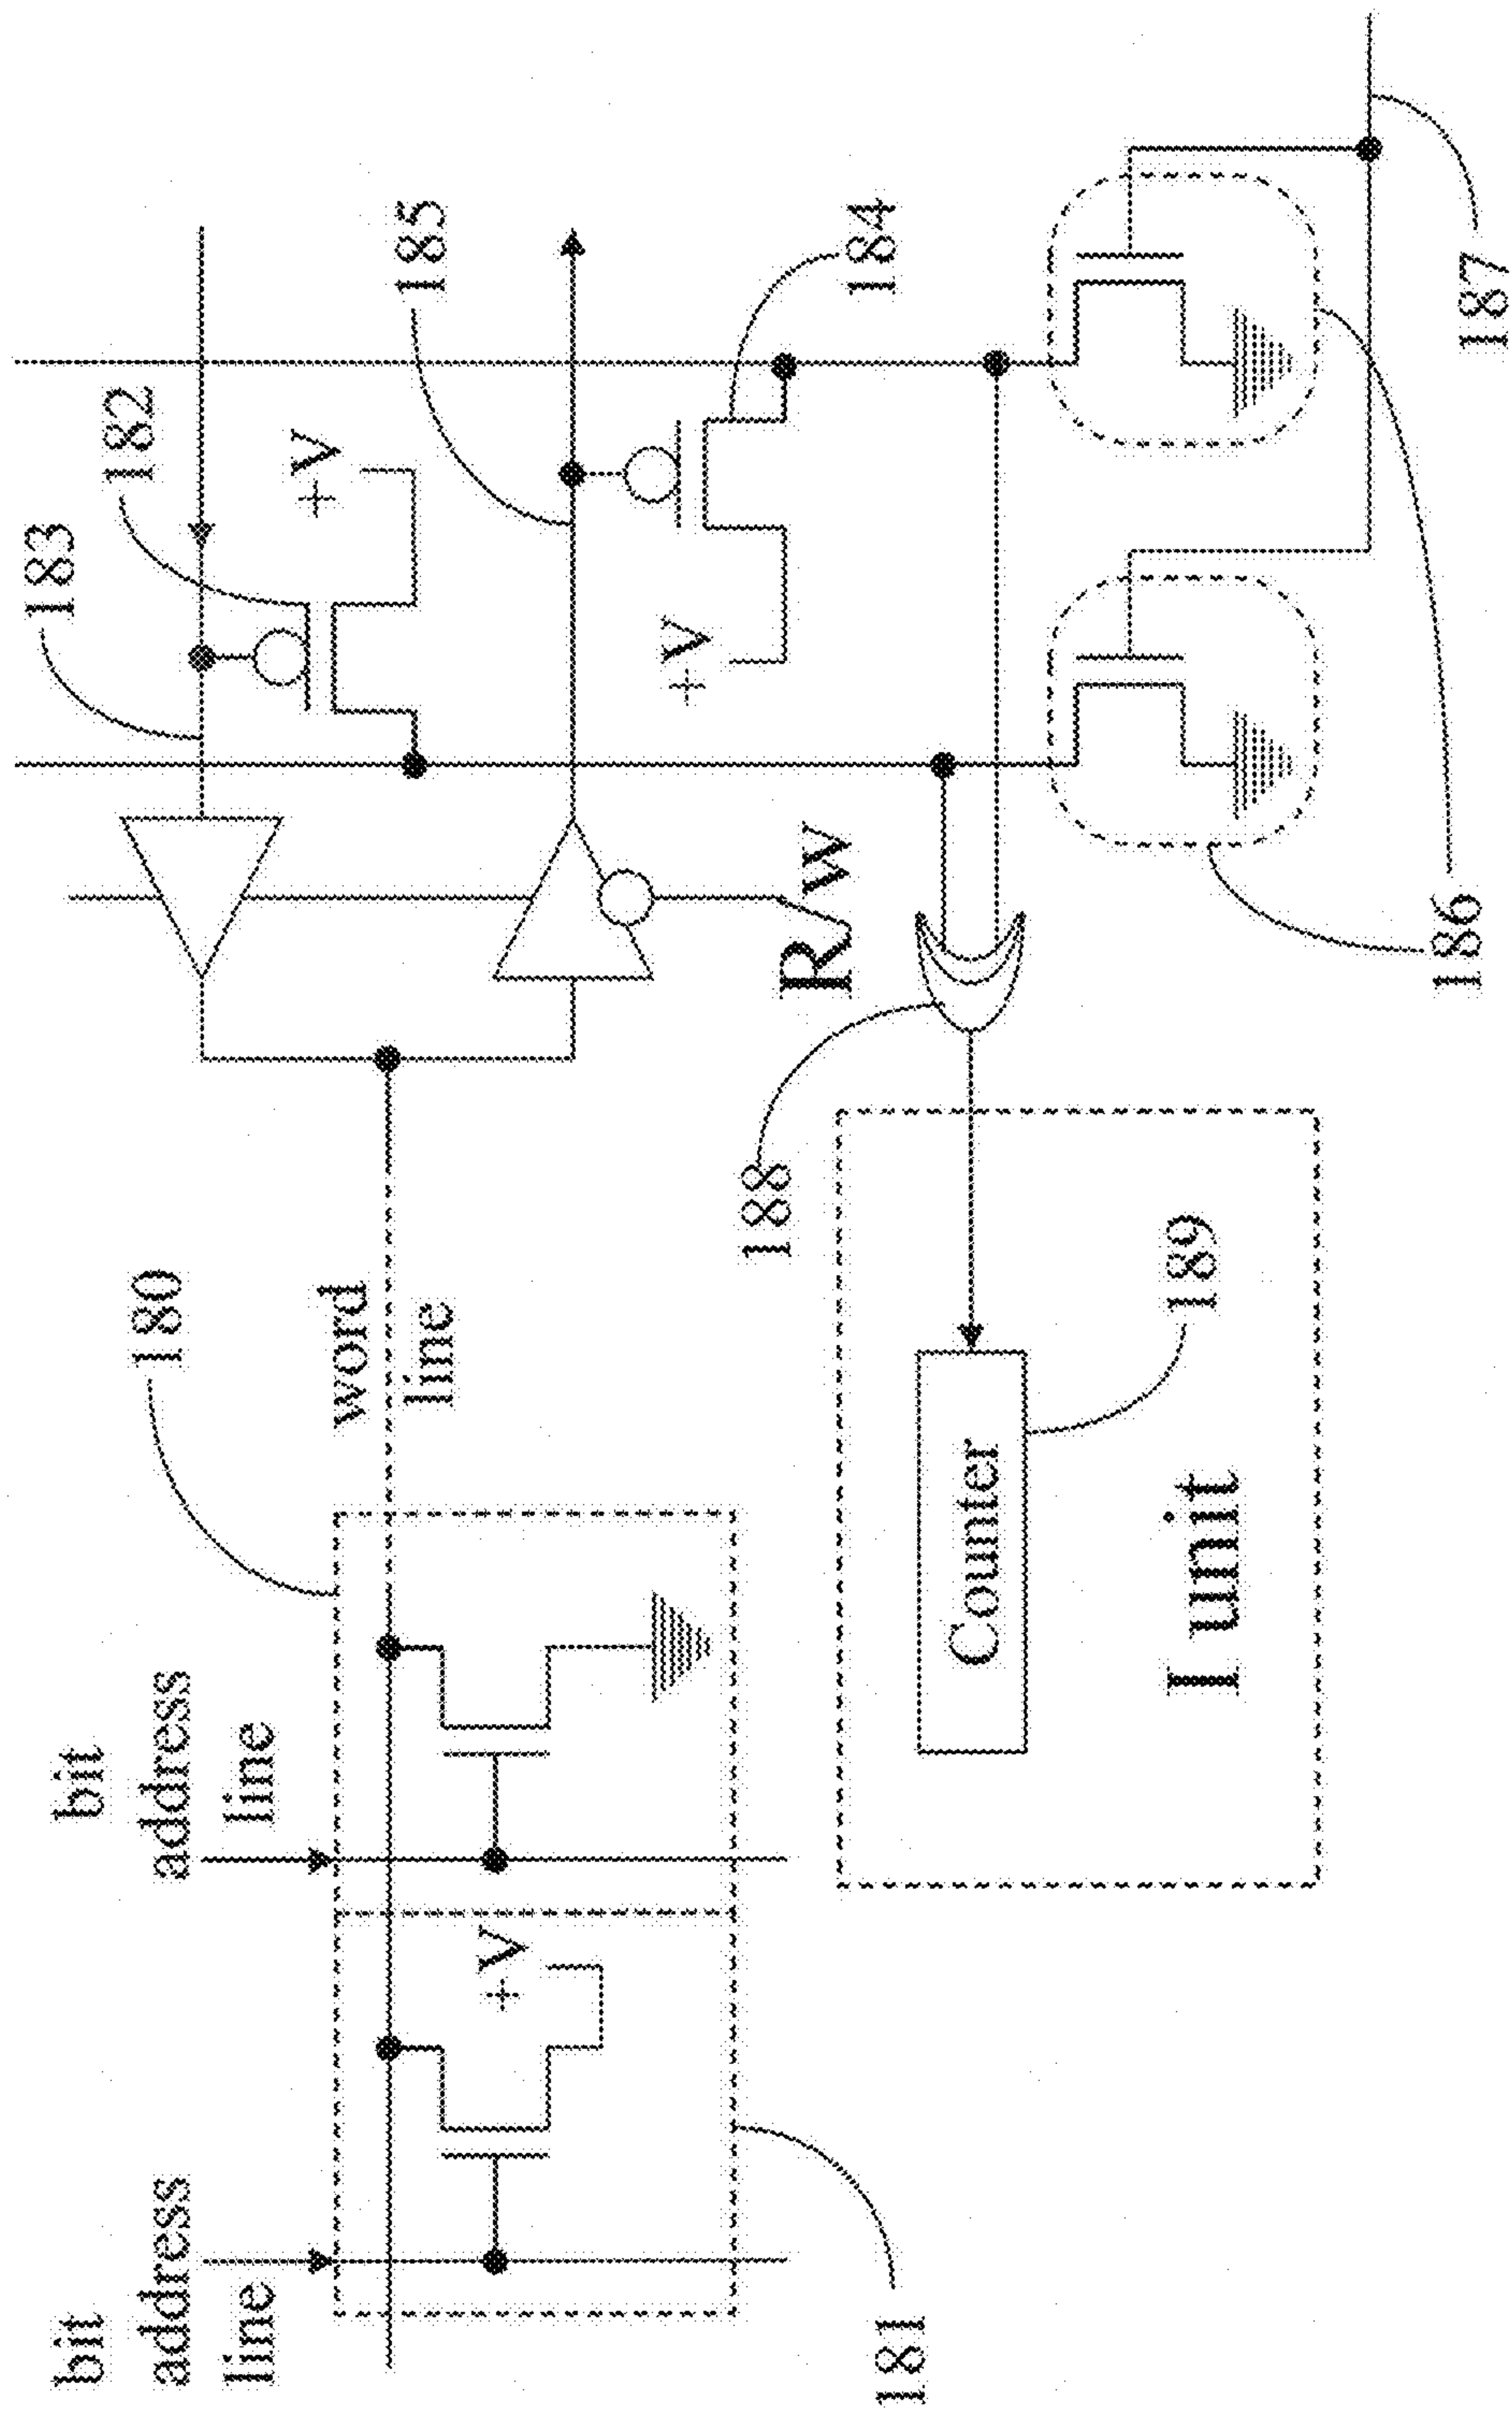 bit
address
line
bit
address
line
180
word
line
183
182
+V
185
+V
184
181
R/W
188
Counter
189
I unit
186
187
+V